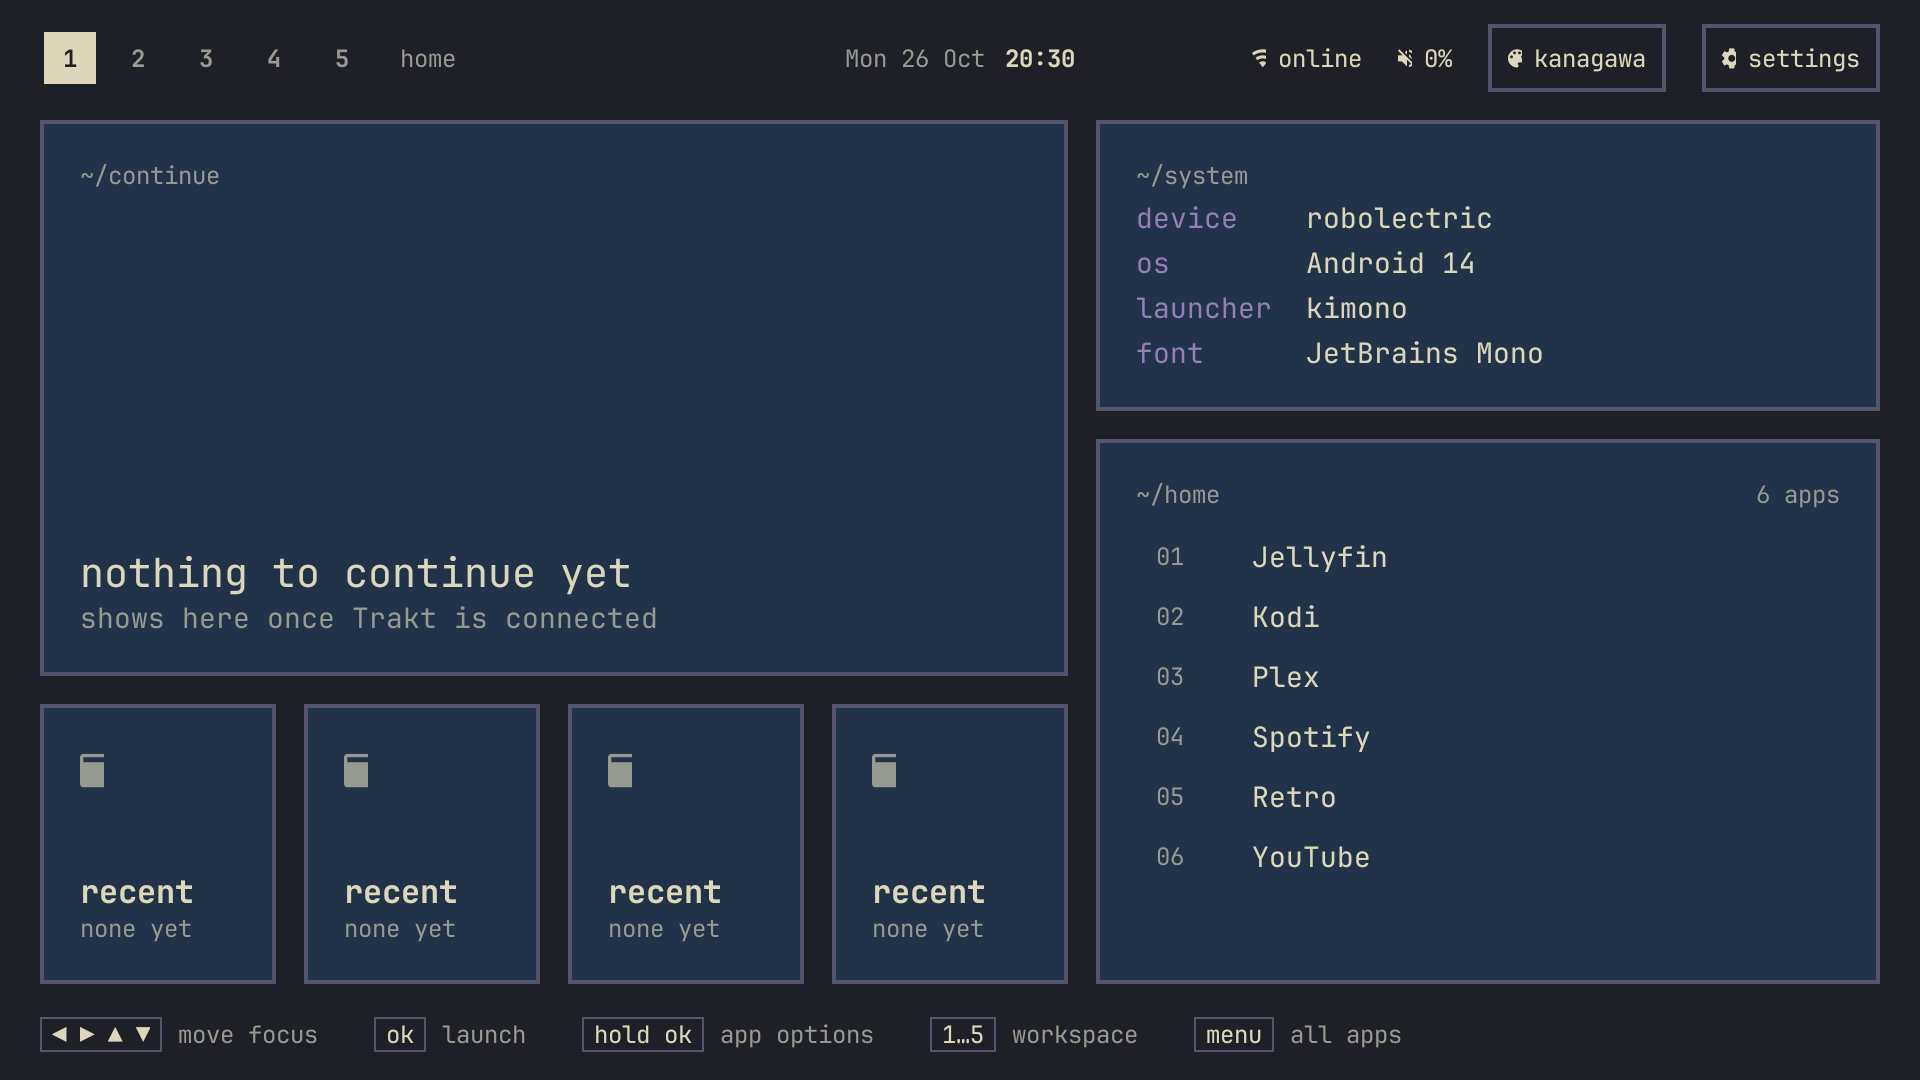 1 2 3 4 5 home Mon 26 Oct 20:30 online 0% kanagawa settings
~/continue
nothing to continue yet
shows here once Trakt is connected
~/system
device robolectric
os Android 14
launcher kimono
font JetBrains Mono
~/home 6 apps
01 Jellyfin
02 Kodi
03 Plex
04 Spotify
05 Retro
06 YouTube
recent
none yet
recent
none yet
recent
none yet
recent
none yet
◀ ▶ ▲ ▼ move focus ok launch hold ok app options 1…5 workspace menu all apps